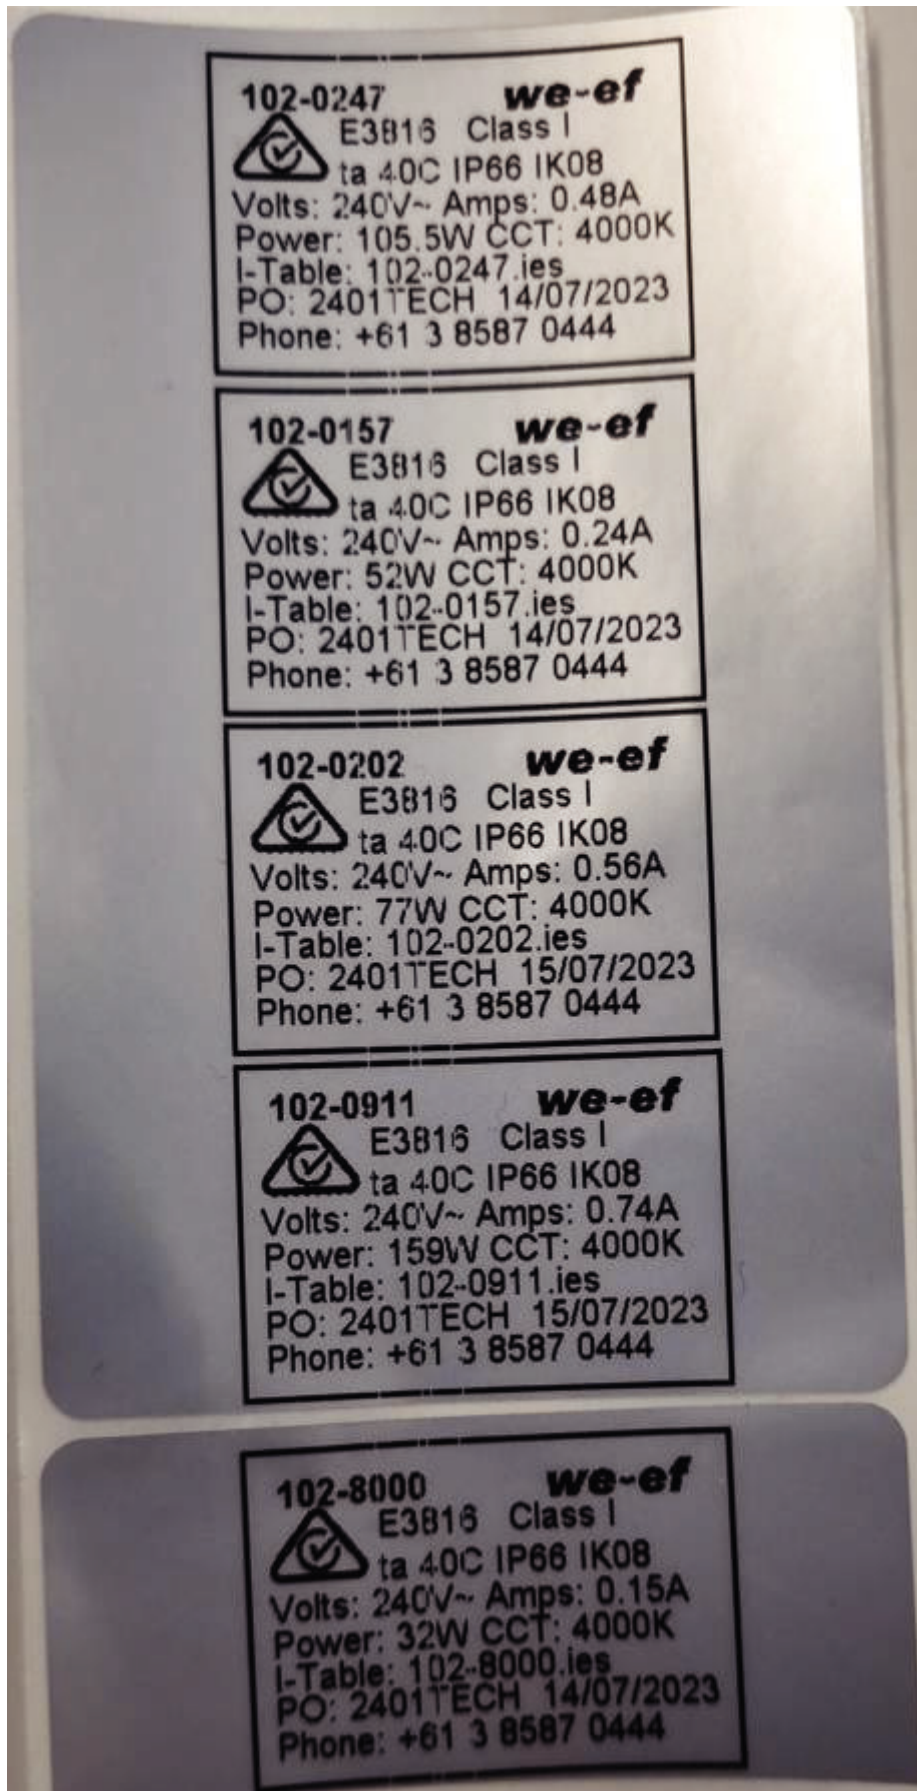 102-0247 we-ef
E3816 Class I
ta 40C IP66 IK08
Volts: 240V~ Amps: 0.48A
Power: 105.5W CCT: 4000K
I-Table: 102-0247.ies
PO: 2401TECH 14/07/2023
Phone: +61 3 8587 0444
102-0157 we-ef
E3816 Class I
ta 40C IP66 IK08
Volts: 240V~ Amps: 0.24A
Power: 52W CCT: 4000K
I-Table: 102-0157.ies
PO: 2401TECH 14/07/2023
Phone: +61 3 8587 0444
102-0202 we-ef
E3816 Class I
ta 40C IP66 IK08
Volts: 240V~ Amps: 0.56A
Power: 77W CCT: 4000K
I-Table: 102-0202.ies
PO: 2401TECH 15/07/2023
Phone: +61 3 8587 0444
102-0911 we-ef
E3816 Class I
ta 40C IP66 IK08
Volts: 240V~ Amps: 0.74A
Power: 159W CCT: 4000K
I-Table: 102-0911.ies
PO: 2401TECH 15/07/2023
Phone: +61 3 8587 0444
102-8000 we-ef
E3816 Class I
ta 40C IP66 IK08
Volts: 240V~ Amps: 0.15A
Power: 32W CCT: 4000K
I-Table: 102-8000.ies
PO: 2401TECH 14/07/2023
Phone: +61 3 8587 0444